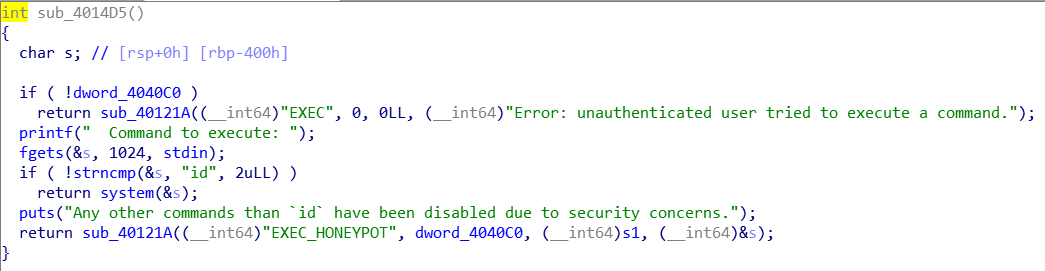 int sub_4014D5()
{
  char s; // [rsp+0h] [rbp-400h]
  if ( !dword_4040C0 )
    return sub_40121A((__int64)"EXEC", 0, 0LL, (__int64)"Error: unauthenticated user tried to execute a command.");
  printf("  Command to execute: ");
  fgets(&s, 1024, stdin);
  if ( !strncmp(&s, "id", 2uLL) )
    return system(&s);
  puts("Any other commands than `id` have been disabled due to security concerns.");
  return sub_40121A((__int64)"EXEC_HONEYPOT", dword_4040C0, (__int64)s1, (__int64)&s);
}